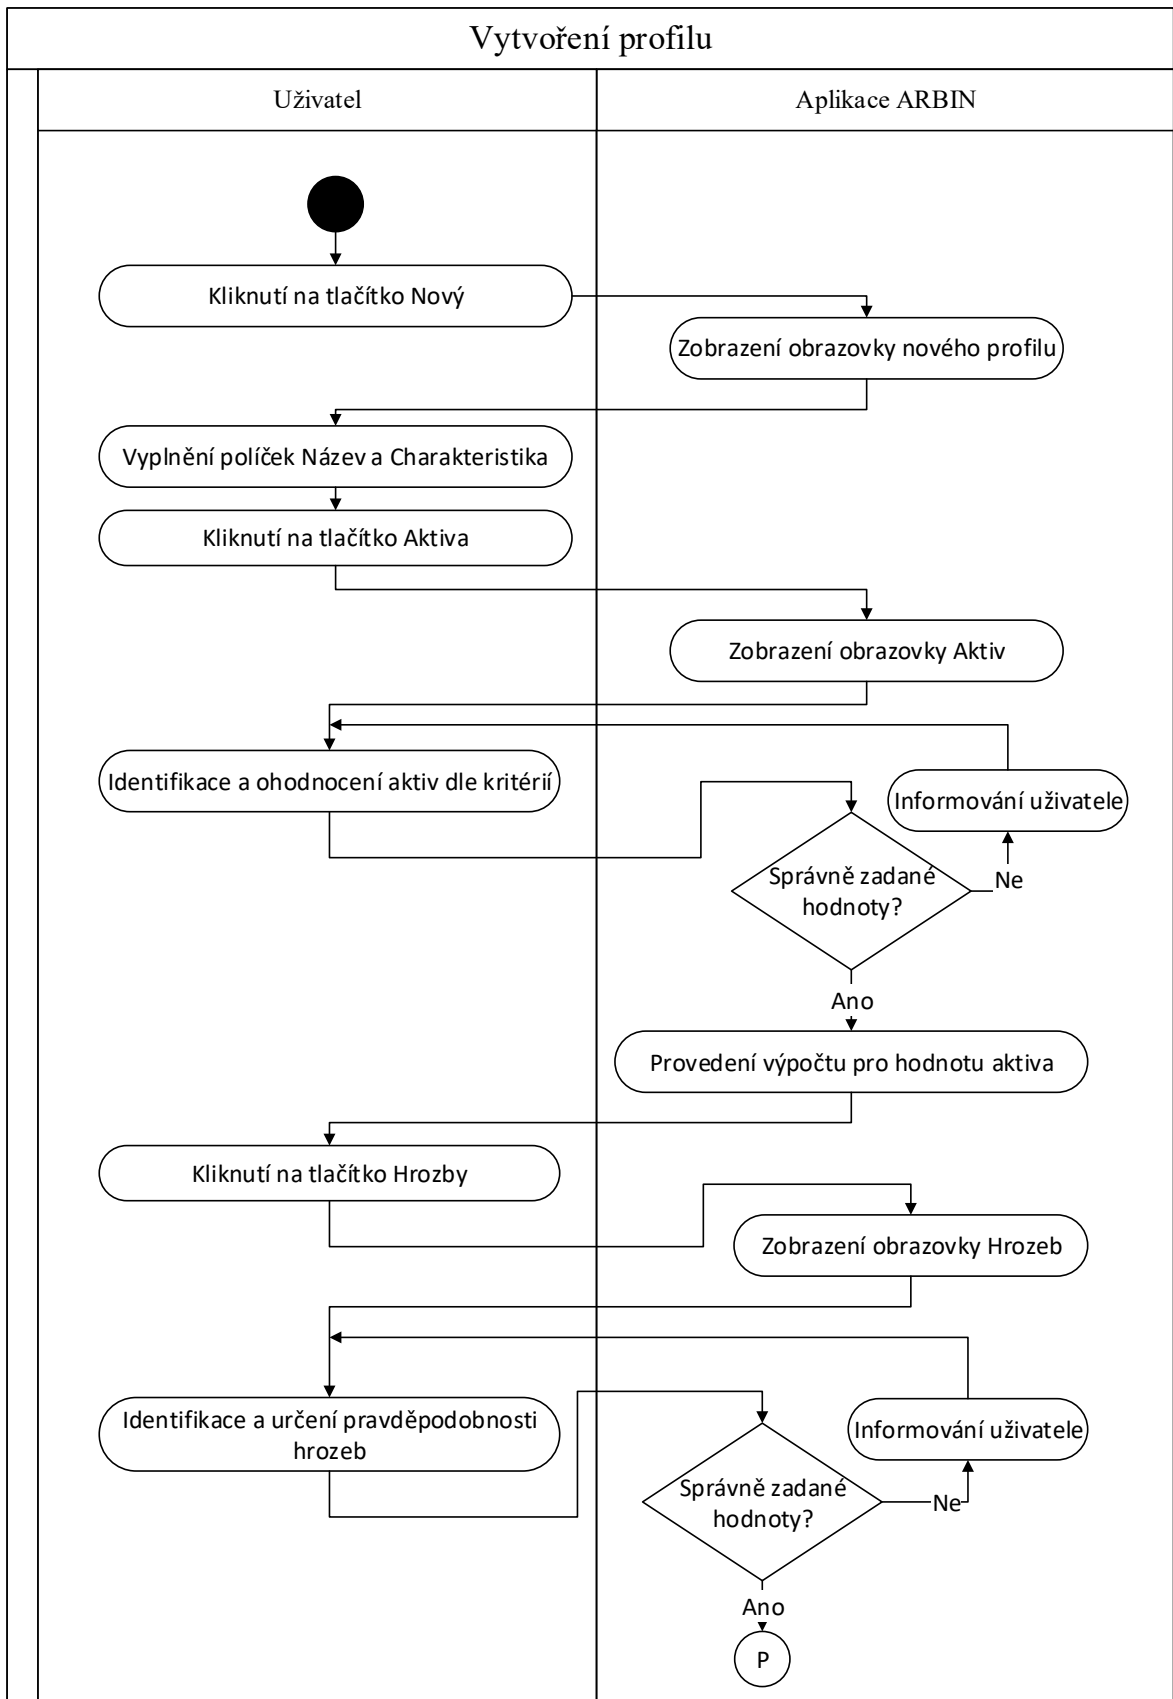 Vytvoření profilu
Uživatel
Aplikace ARBIN
Kliknutí na tlačítko Nový
Zobrazení obrazovky nového profilu
Vyplnění políček Název a Charakteristika
Kliknutí na tlačítko Aktiva
Zobrazení obrazovky Aktiv
Identifikace a ohodnocení aktiv dle kritérií
Informování uživatele
Správně zadané
hodnoty?
Ne
Ano
Provedení výpočtu pro hodnotu aktiva
Kliknutí na tlačítko Hrozby
Zobrazení obrazovky Hrozeb
Identifikace a určení pravděpodobnosti
hrozeb
Informování uživatele
Správně zadané
hodnoty?
Ne
Ano
P